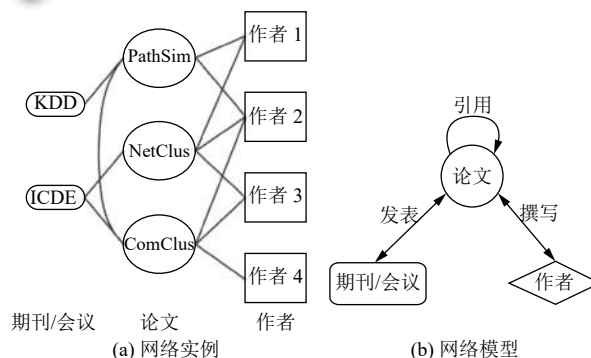 PathSim
作者 1
KDD
作者 2
NetClus
ICDE
作者 3
ComClus
作者 4
期刊/会议
论文
作者
(a) 网络实例
引用
论文
发表
撰写
期刊/会议
作者
(b) 网络模型